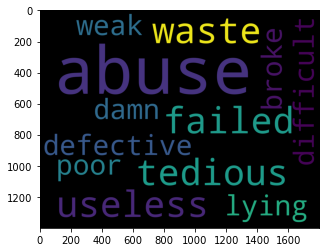 0
200
400
600
800
1000
1200
weak
waste
abuse
broke
difficult
damn
failed
defective
poor
tedious
useless
lying
0 200 400 600 800 1000 1200 1400 1600